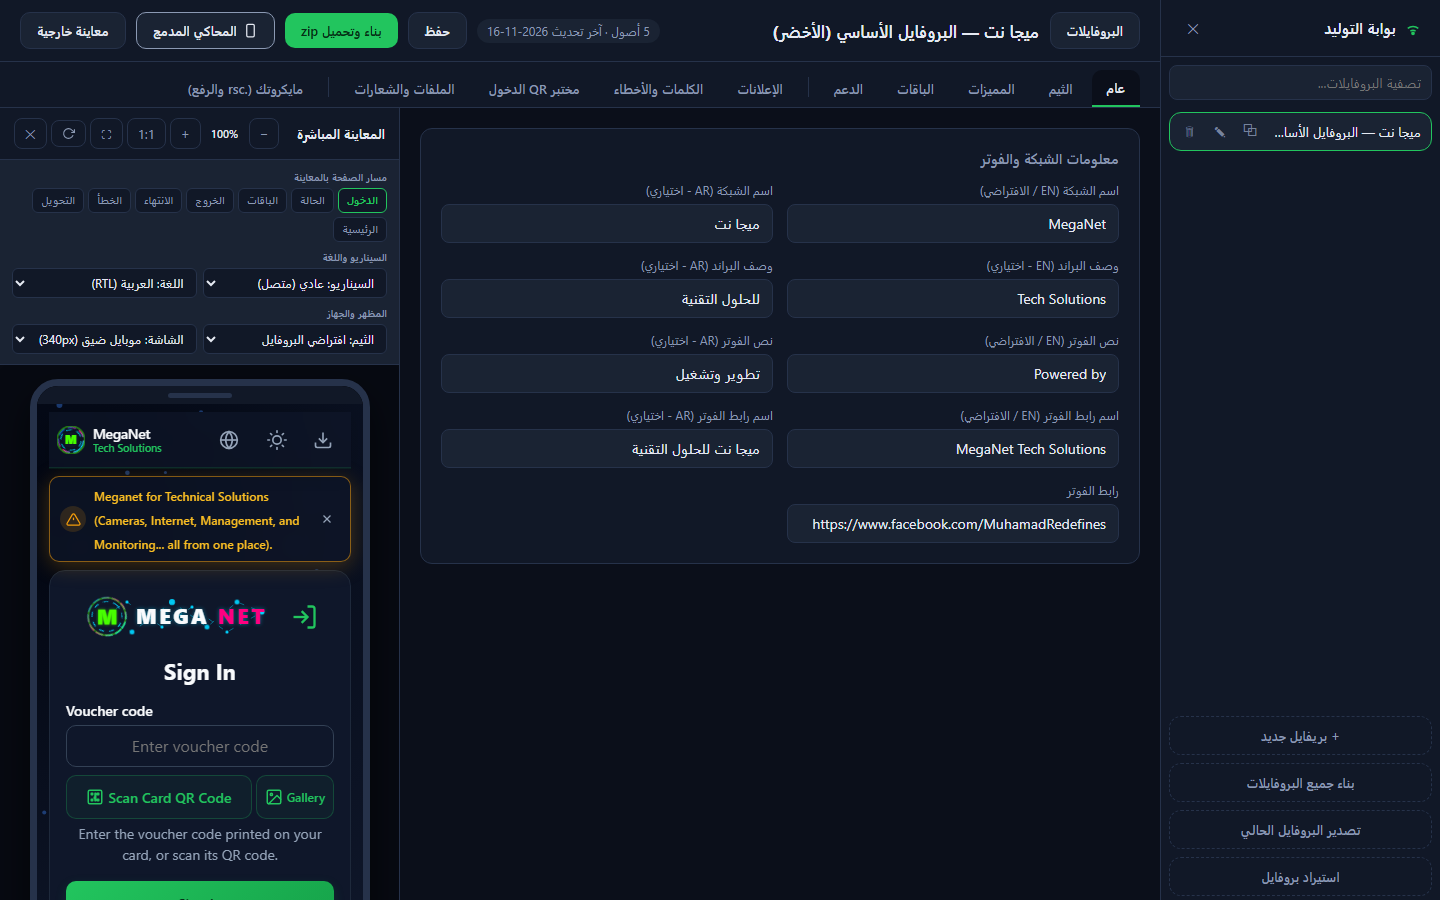 بوابة التوليد
تصفية البروفايلات...
ميجا نت — البروفايل الأسا...
+ بريفايل جديد
بناء جميع البروفايلات
تصدير البروفايل الحالي
استيراد بروفايل
البروفايلات
ميجا نت — البروفايل الأساسي (الأخضر)
5 أصول · آخر تحديث 2026-11-16
حفظ
بناء وتحميل zip
المحاكي المدمج
معاينة خارجية
عام
الثيم
المميزات
الباقات
الدعم
الإعلانات
الكلمات والأخطاء
مختبر QR الدخول
الملفات والشعارات
مايكروتك (.rsc والرفع)
معلومات الشبكة والفوتر
اسم الشبكة (EN / الافتراضي)
اسم الشبكة (AR - اختياري)
MegaNet
ميجا نت
وصف البراند (EN - اختياري)
وصف البراند (AR - اختياري)
Tech Solutions
للحلول التقنية
نص الفوتر (EN / الافتراضي)
نص الفوتر (AR - اختياري)
Powered by
تطوير وتشغيل
اسم رابط الفوتر (EN / الافتراضي)
اسم رابط الفوتر (AR - اختياري)
MegaNet Tech Solutions
ميجا نت للحلول التقنية
رابط الفوتر
https://www.facebook.com/MuhamadRedefines
المعاينة المباشرة
−
100%
+
1:1
مسار الصفحة بالمعاينة
الدخول
الحالة
الباقات
الخروج
الانتهاء
الخطأ
التحويل
الرئيسية
السيناريو واللغة
السيناريو: عادي (متصل)
اللغة: العربية (RTL)
المظهر والجهاز
الثيم: افتراضي البروفايل
الشاشة: موبايل ضيق (340px)
M
MegaNet
Tech Solutions
Meganet for Technical Solutions
(Cameras, Internet, Management, and
Monitoring... all from one place).
M MEGA NET
Sign In
Voucher code
Enter voucher code
Scan Card QR Code
Gallery
Enter the voucher code printed on your
card, or scan its QR code.